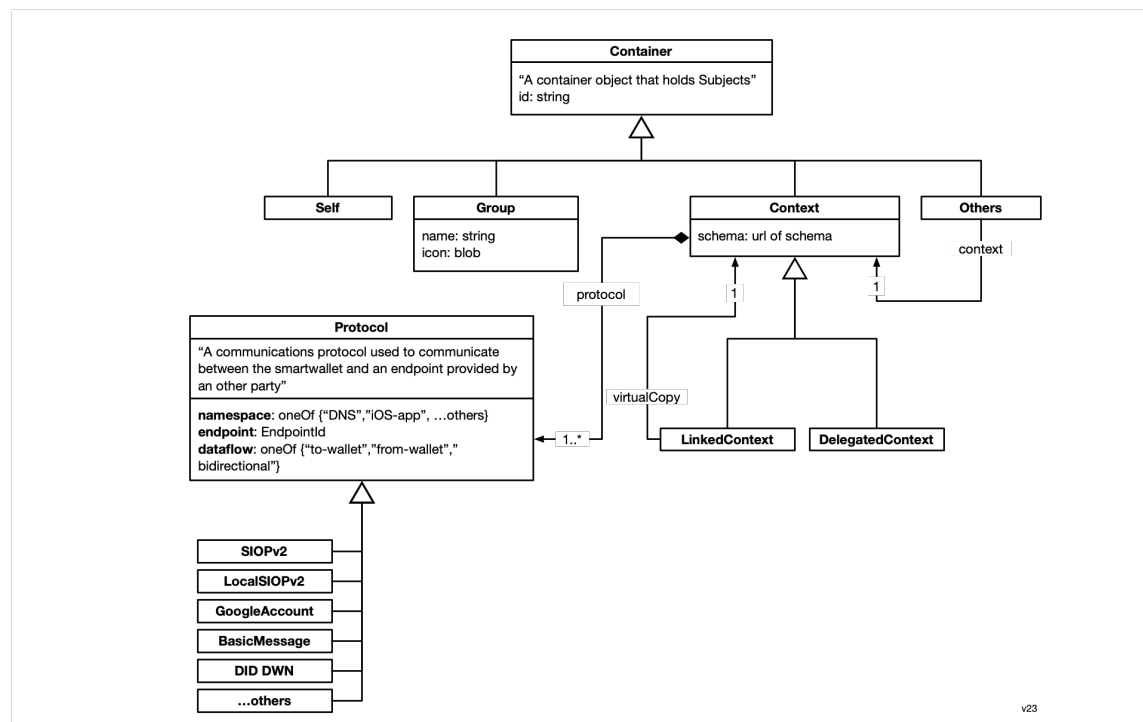 Container
“A container object that holds Subjects”
id: string
Self
Group
name: string
icon: blob
Context
schema: url of schema
Others
context
1
1
protocol
virtualCopy
1..*
LinkedContext
DelegatedContext
Protocol
“A communications protocol used to communicate
between the smartwallet and an endpoint provided by
an other party”
namespace: oneOf {“DNS”,”iOS-app”, …others}
endpoint: EndpointId
dataflow: oneOf {“to-wallet”,”from-wallet”,”
bidirectional”}
SIOPv2
LocalSIOPv2
GoogleAccount
BasicMessage
DID DWN
…others
v23